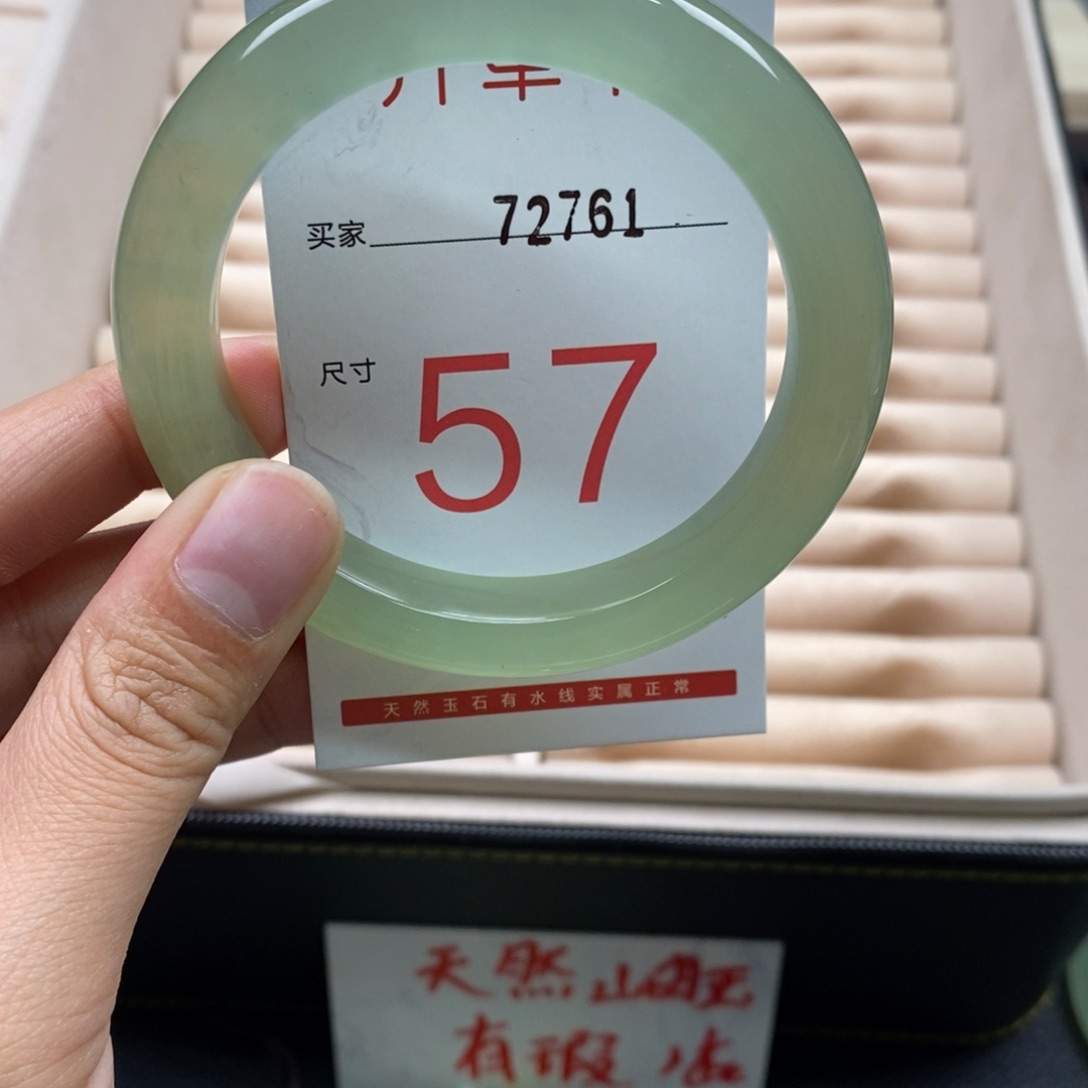 买家 72761
尺寸 57
天然玉石有水线实属正常
天然
有瑕